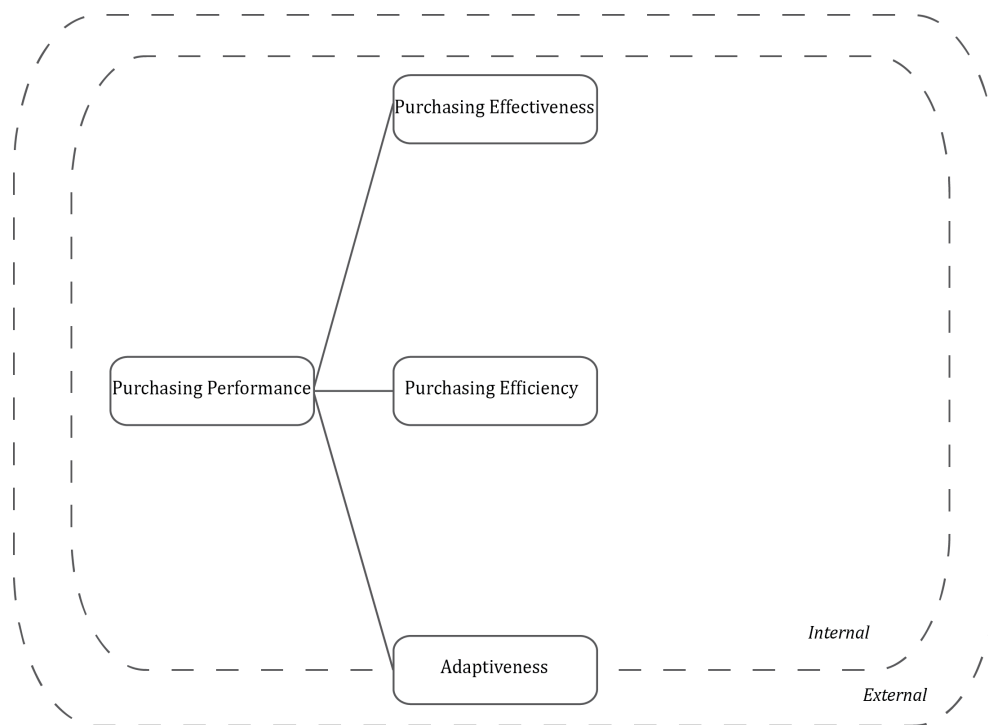 Purchasing Effectiveness
Purchasing Performance
Purchasing Efficiency
Internal
Adaptiveness
External